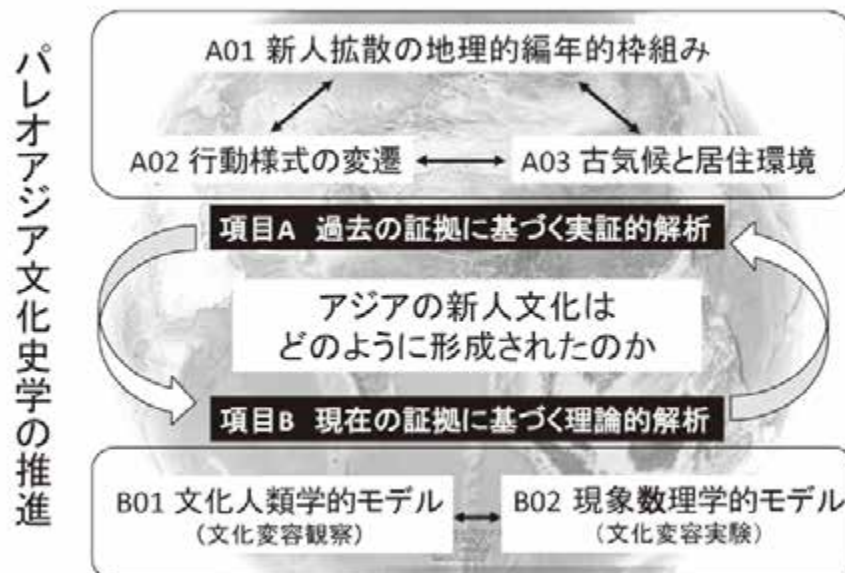 パレオアジア文化史学の推進
A01 新人拡散の地理的編年的枠組み
A02 行動様式の変遷
A03 古気候と居住環境
項目A 過去の証拠に基づく実証的解析
アジアの新人文化は
どのように形成されたのか
項目B 現在の証拠に基づく理論的解析
B01 文化人類学的モデル
(文化変容観察)
B02 現象数理学的モデル
(文化変容実験)